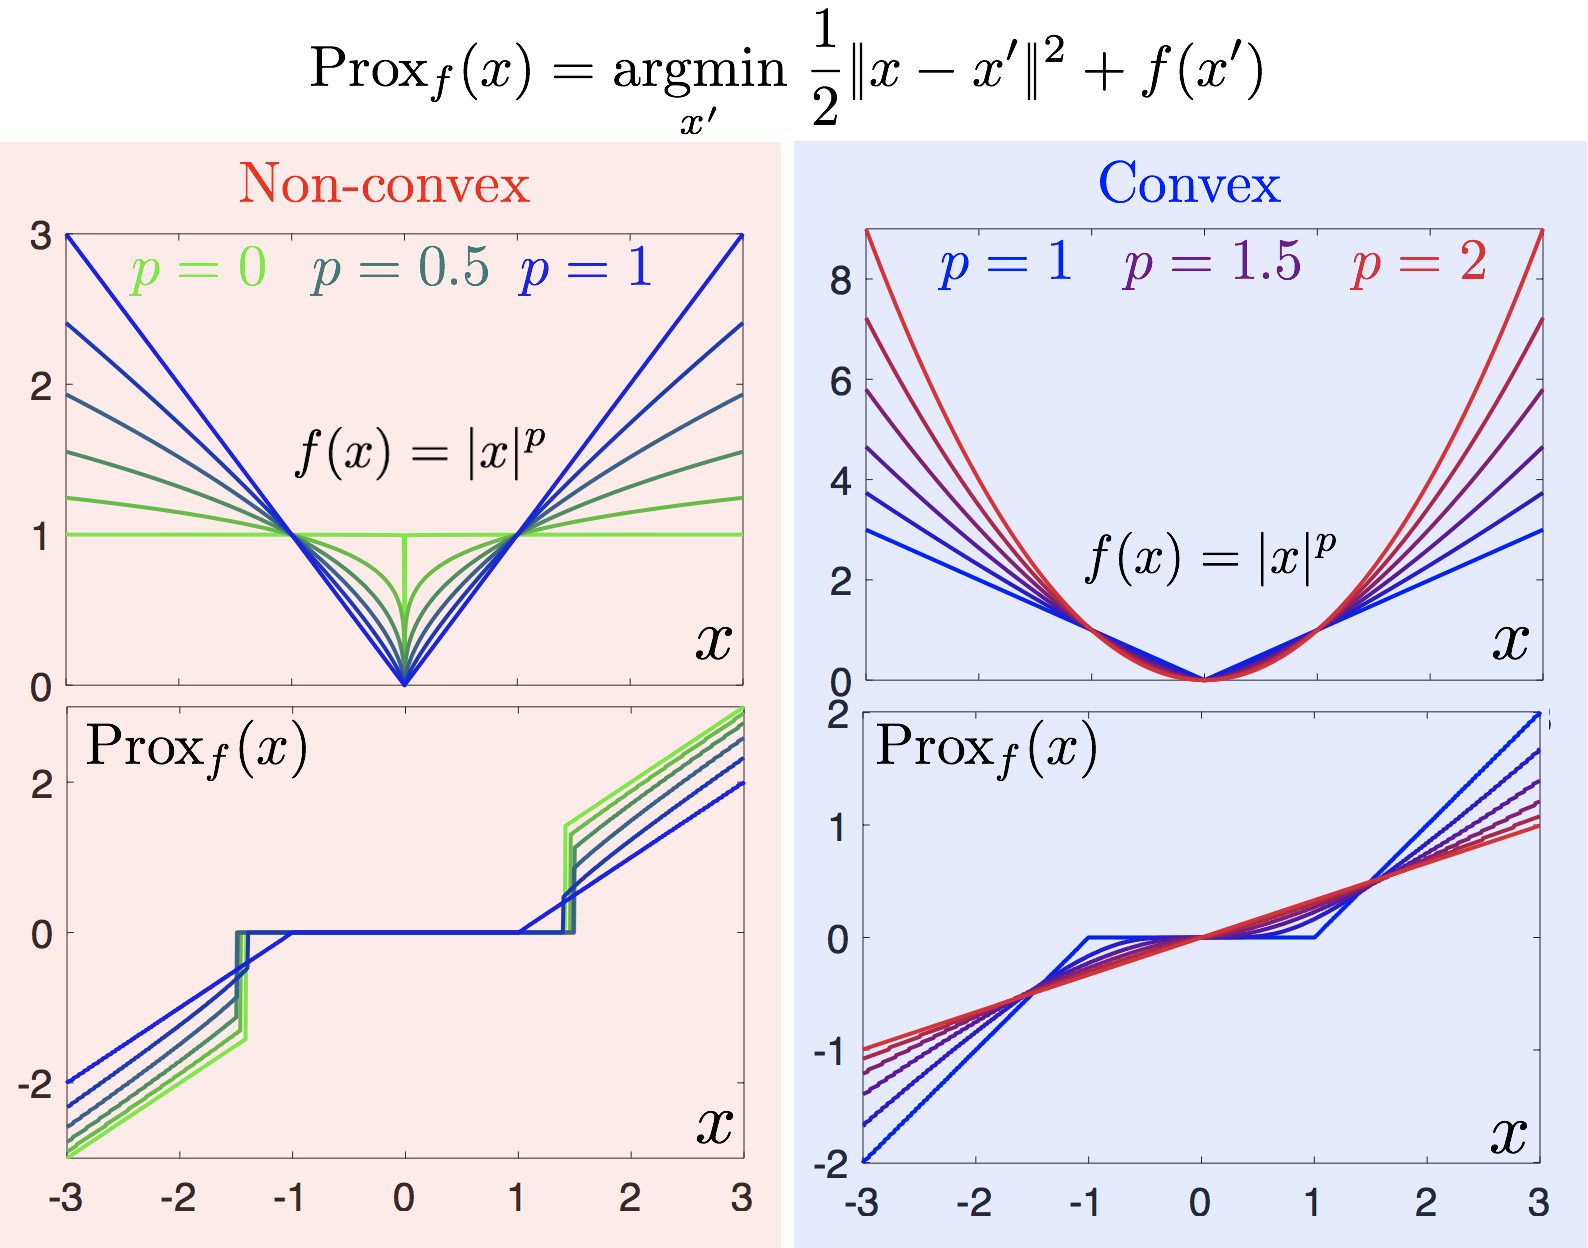 Prox_f(x) = argmin_{x′} 1/2 ‖x − x′‖² + f(x′)
Non-convex
p = 0 p = 0.5 p = 1
f(x) = |x|^p
x
3
2
1
0
Prox_f(x)
x
2
0
-2
-3 -2 -1 0 1 2 3
Convex
p = 1 p = 1.5 p = 2
f(x) = |x|^p
x
8
6
4
2
0
Prox_f(x)
x
2
1
0
-1
-2
-3 -2 -1 0 1 2 3